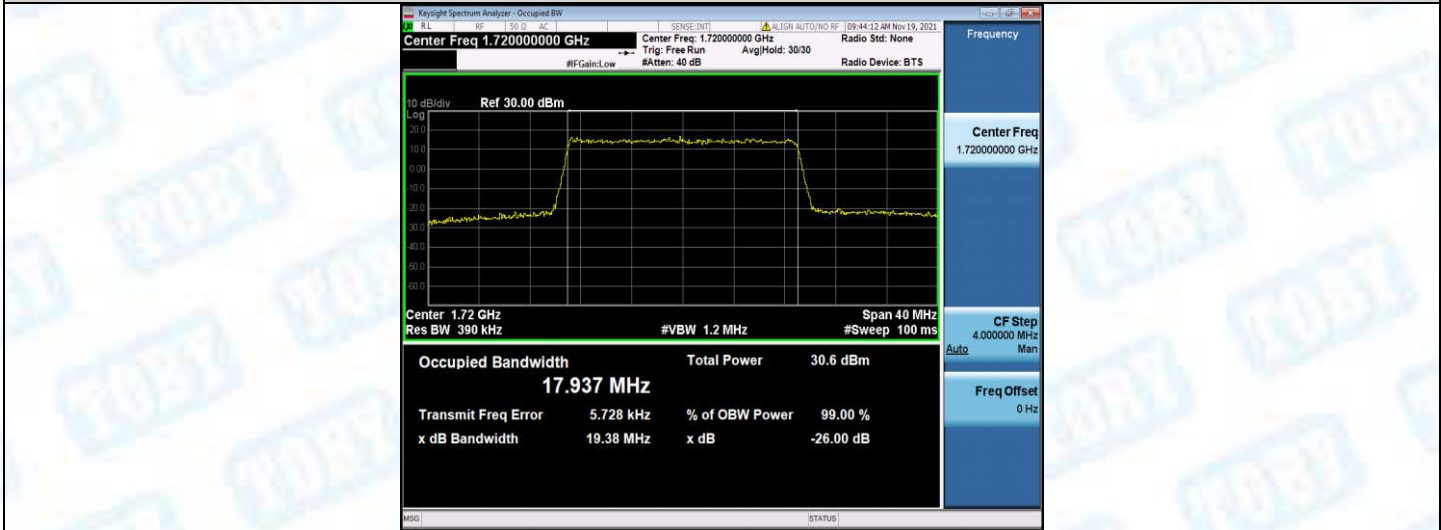 Keysight Spectrum Analyzer - Occupied BW
RL RF 50 Ω AC SENSE:INT ALIGN AUTO/NO RF 09:44:12 AM Nov 19, 2021
Center Freq 1.720000000 GHz
Center Freq: 1.720000000 GHz Radio Std: None
Trig: Free Run Avg|Hold: 30/30
#IFGain:Low #Atten: 40 dB Radio Device: BTS
10 dB/div Ref 30.00 dBm
Log
20.0
10.0
0.00
-10.0
-20.0
-30.0
-40.0
-50.0
-60.0
Center 1.72 GHz Span 40 MHz
Res BW 390 kHz #VBW 1.2 MHz #Sweep 100 ms
Occupied Bandwidth Total Power 30.6 dBm
17.937 MHz
Transmit Freq Error 5.728 kHz % of OBW Power 99.00 %
x dB Bandwidth 19.38 MHz x dB -26.00 dB
MSG STATUS
Frequency
Center Freq
1.720000000 GHz
CF Step
4.000000 MHz
Auto Man
Freq Offset
0 Hz